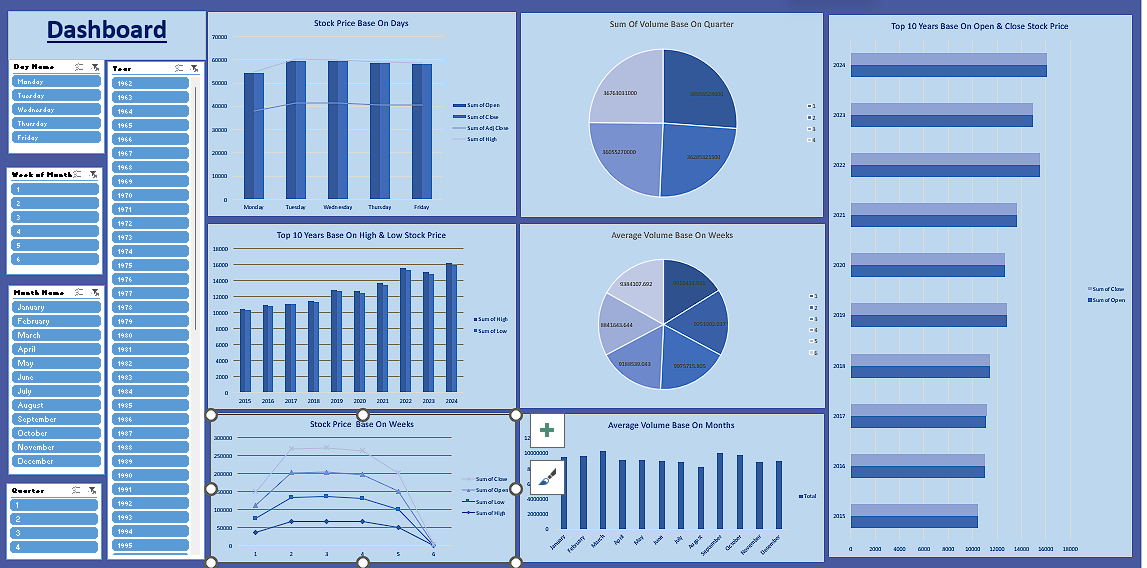 Dashboard
Day Name
Monday
Tuesday
Wednesday
Thursday
Friday
Week of Month
1
2
3
4
5
6
Month Name
January
February
March
April
May
June
July
August
September
October
November
December
Quarter
1
2
3
4
Year
1962
1963
1964
1965
1966
1967
1968
1969
1970
1971
1972
1973
1974
1975
1976
1977
1978
1979
1980
1981
1982
1983
1984
1985
1986
1987
1988
1989
1990
1991
1992
1993
1994
1995
Stock Price Base On Days
70000
60000
50000
40000
30000
20000
10000
0
Monday Tuesday Wednesday Thursday Friday
Sum of Open
Sum of Close
Sum of Adj Close
Sum of High
Sum Of Volume Base On Quarter
36763011000
36055270000
1
2
3
4
Top 10 Years Base On High & Low Stock Price
18000
16000
14000
12000
10000
8000
6000
4000
2000
0
2015 2016 2017 2018 2019 2020 2021 2022 2023 2024
Sum of High
Sum of Low
Average Volume Base On Weeks
9384107.692
8841643.644
1
2
3
4
5
6
Stock Price Base On Weeks
300000
250000
200000
150000
100000
50000
0
1 2 3 4 5 6
Sum of Close
Sum of Open
Sum of Low
Sum of High
Average Volume Base On Months
4000000
2000000
0
January February March April May June July August September October November December
Total
Top 10 Years Base On Open & Close Stock Price
2024
2023
2022
2021
2020
2019
2018
2017
2016
2015
0 2000 4000 6000 8000 10000 12000 14000 16000 18000
Sum of Close
Sum of Open